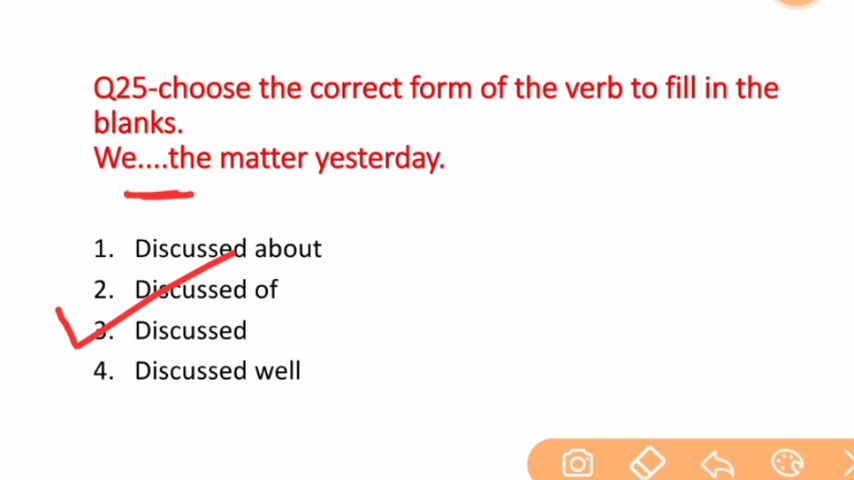 Q25-choose the correct form of the verb to fill in the
blanks.
We....the matter yesterday.
1. Discussed about
2. Discussed of
3. Discussed
4. Discussed well